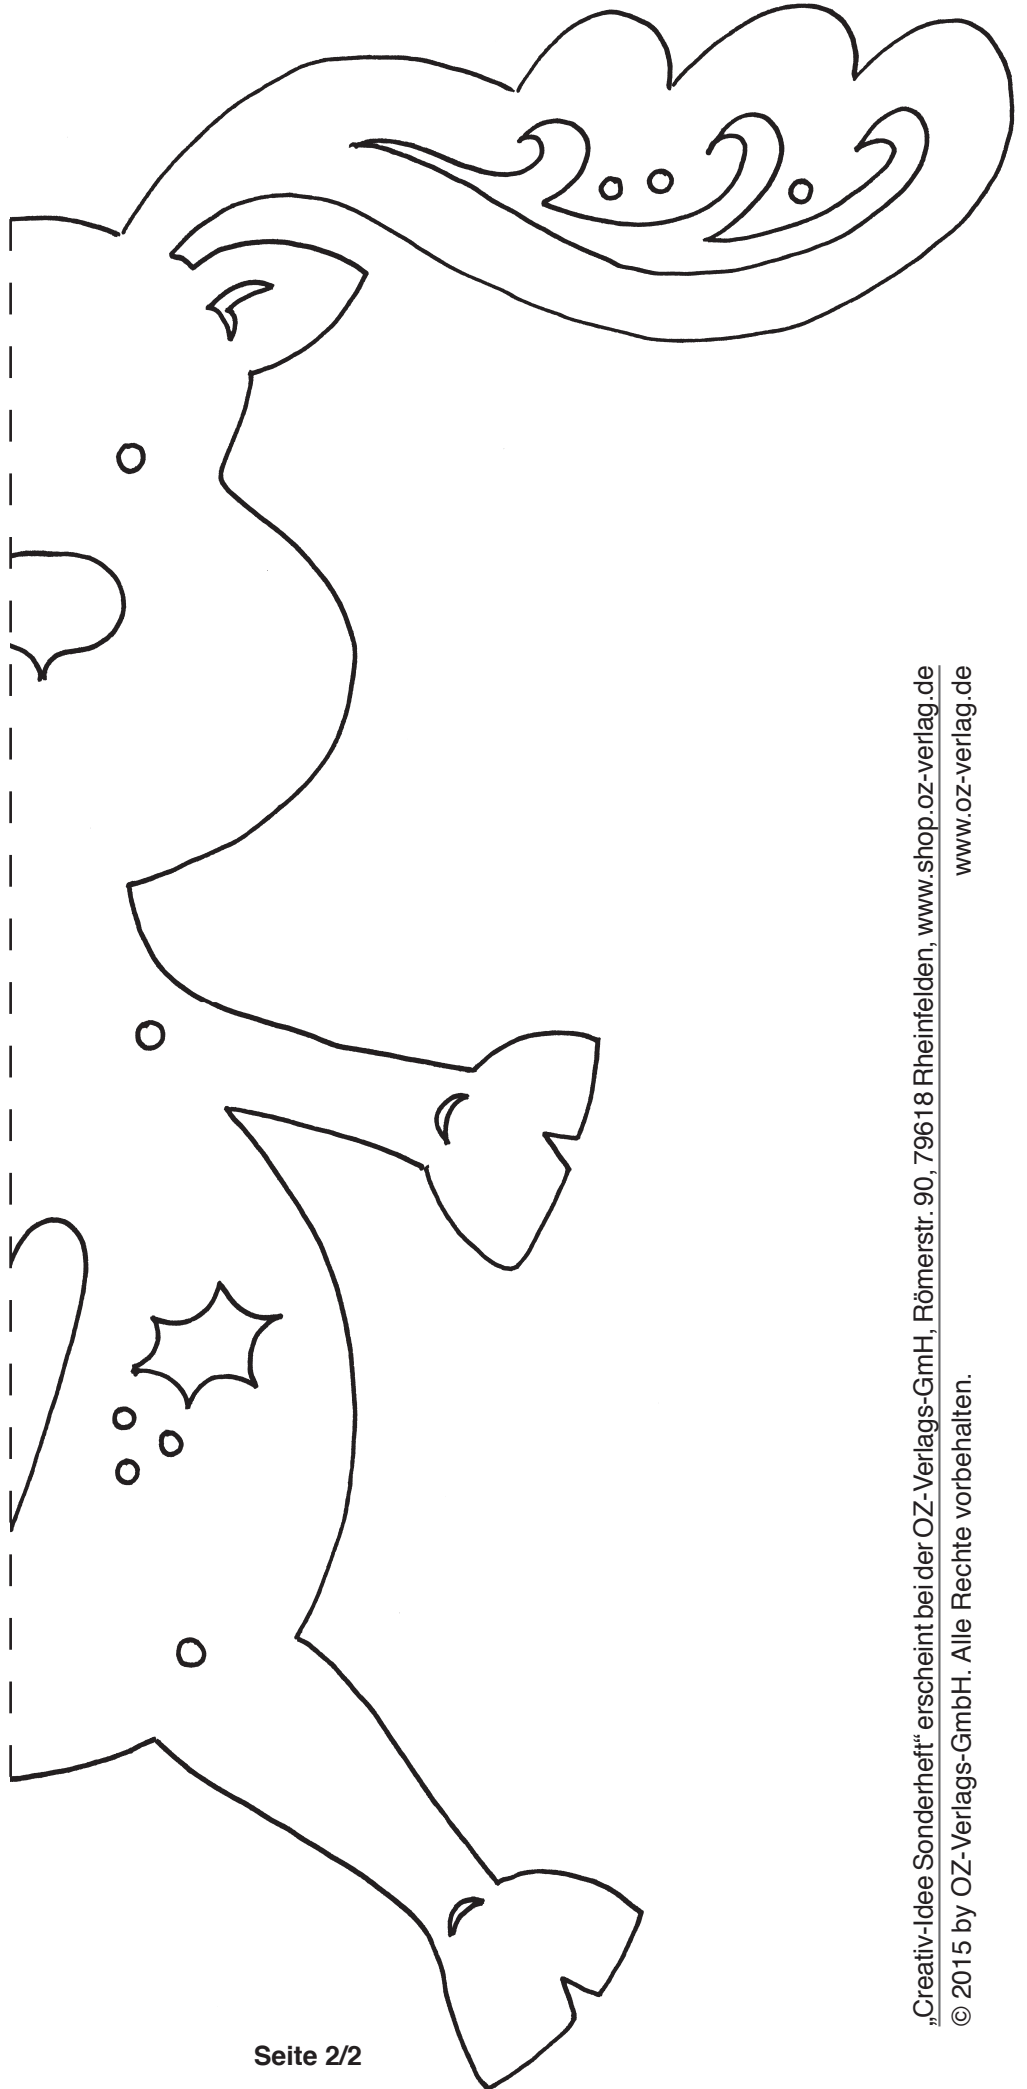 „Creativ-Idee Sonderheft“ erscheint bei der OZ-Verlags-GmH, Römerstr. 90, 79618 Rheinfelden, www.shop.oz-verlag.de
© 2015 by OZ-Verlags-GmbH. Alle Rechte vorbehalten. www.oz-verlag.de
Seite 2/2